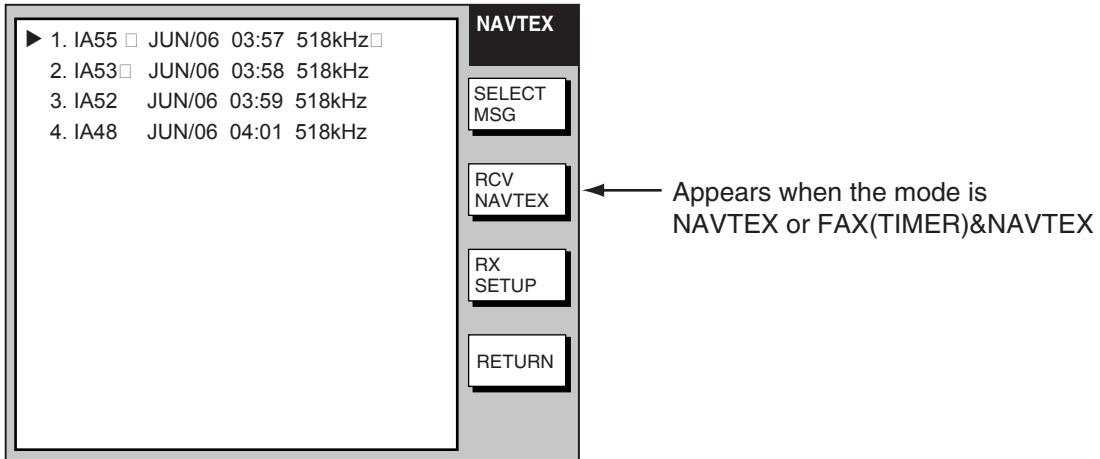 ▶ 1. IA55 □ JUN/06 03:57 518kHz□
2. IA53□ JUN/06 03:58 518kHz
3. IA52 JUN/06 03:59 518kHz
4. IA48 JUN/06 04:01 518kHz
NAVTEX
SELECT
MSG
RCV
NAVTEX
RX
SETUP
RETURN
Appears when the mode is
NAVTEX or FAX(TIMER)&NAVTEX